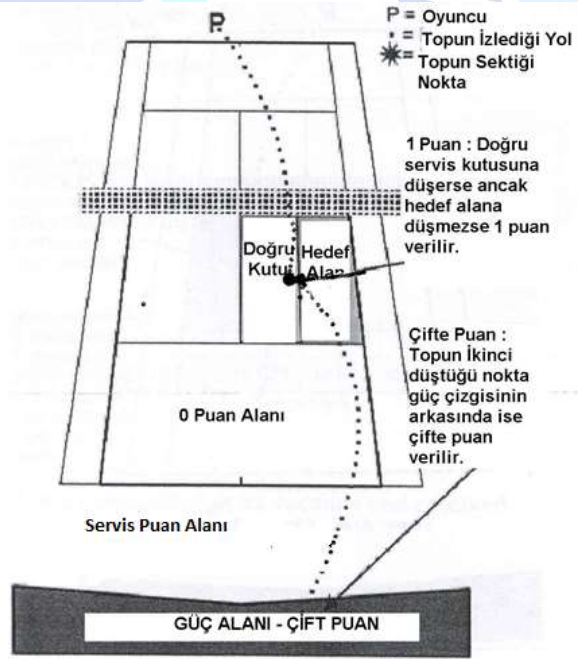 P
P = Oyuncu
= Topun İzlediği Yol
= Topun Sektiği
Nokta
1 Puan : Doğru
servis kutusuna
düşerse ancak
hedef alana
düşmezse 1 puan
verilir.
Doğru
Kutu
Hedef
Alan
Çifte Puan :
Topun İkinci
düştüğü nokta
güç çizgisinin
arkasında ise
çifte puan
verilir.
0 Puan Alanı
Servis Puan Alanı
GÜÇ ALANI - ÇİFT PUAN